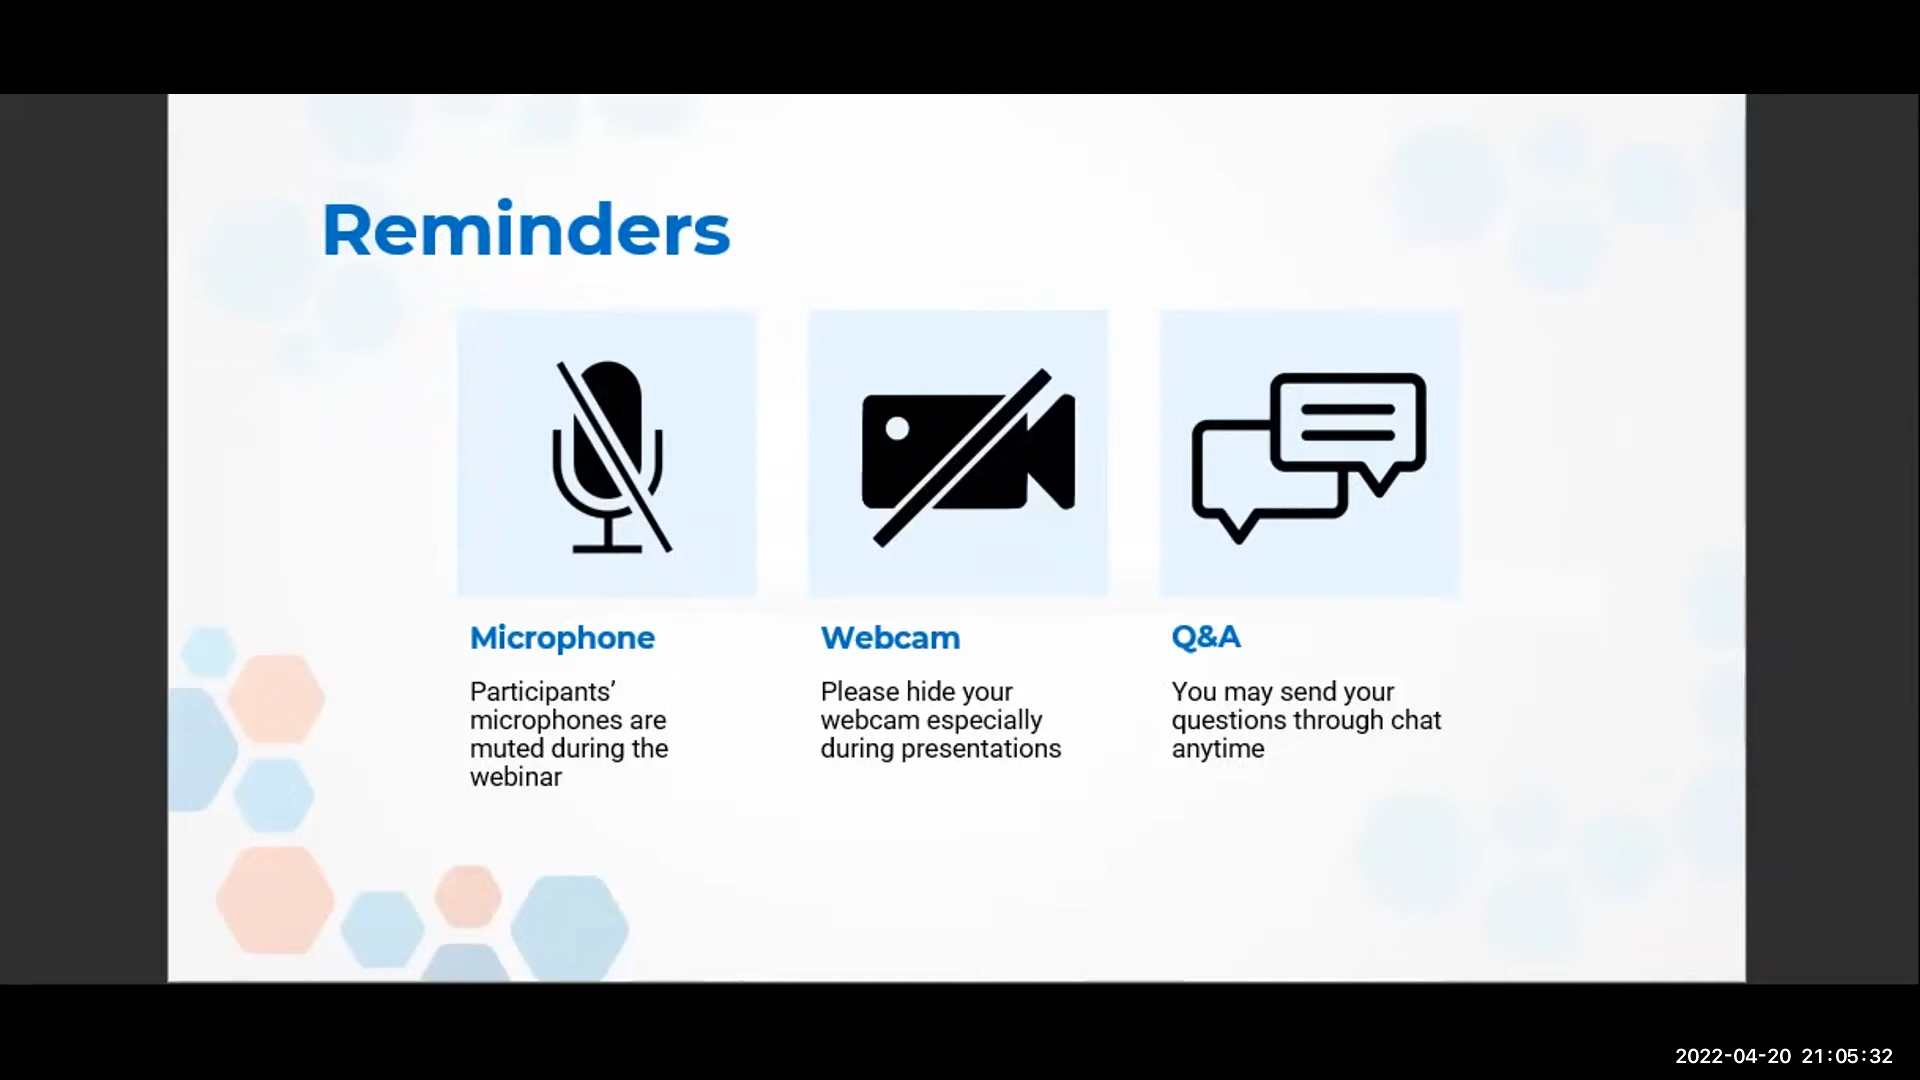 Reminders
Microphone
Participants’
microphones are
muted during the
webinar
Webcam
Please hide your
webcam especially
during presentations
Q&A
You may send your
questions through chat
anytime
2022-04-20 21:05:32